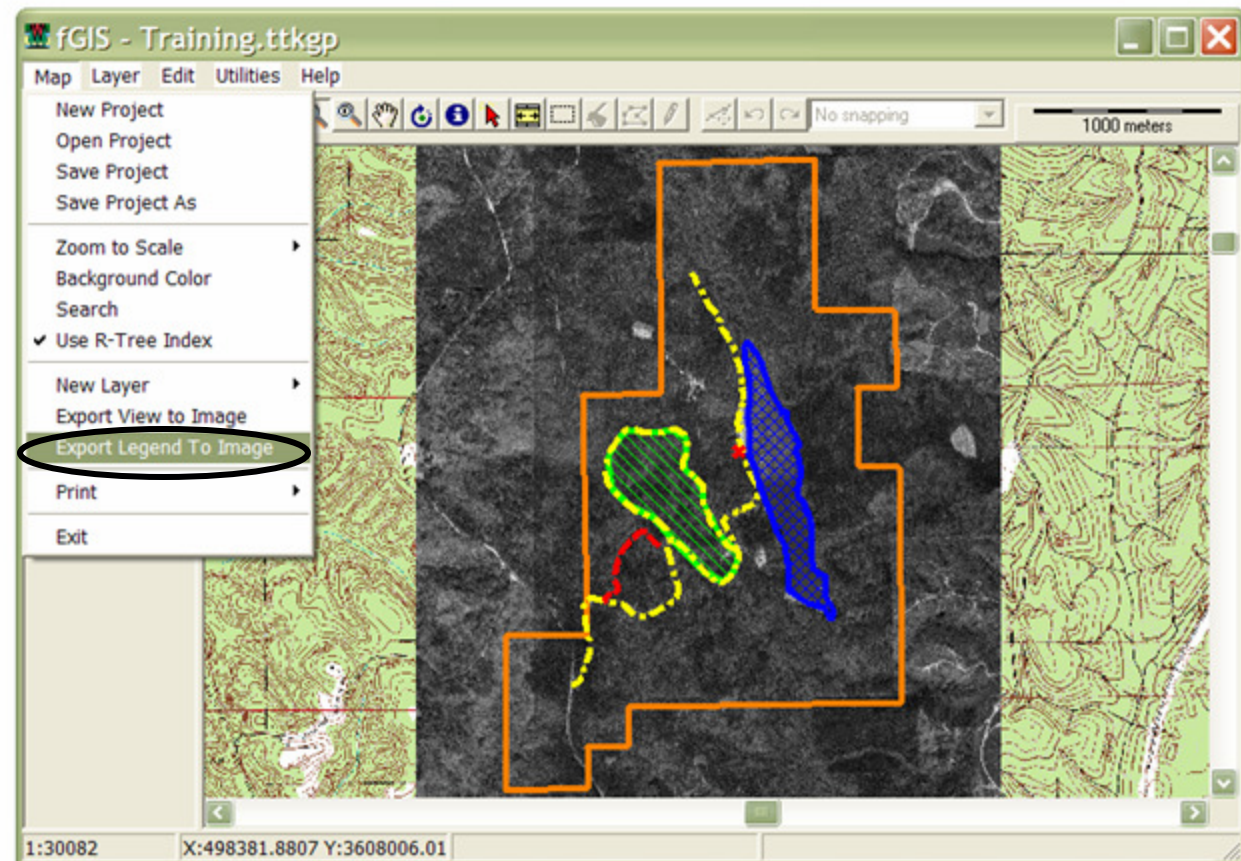 fGIS - Training.ttkgp
Map Layer Edit Utilities Help
New Project
Open Project
Save Project
Save Project As
Zoom to Scale
Background Color
Search
Use R-Tree Index
New Layer
Export View to Image
Export Legend To Image
Print
Exit
No snapping
1000 meters
1:30082 X:498381.8807 Y:3608006.01